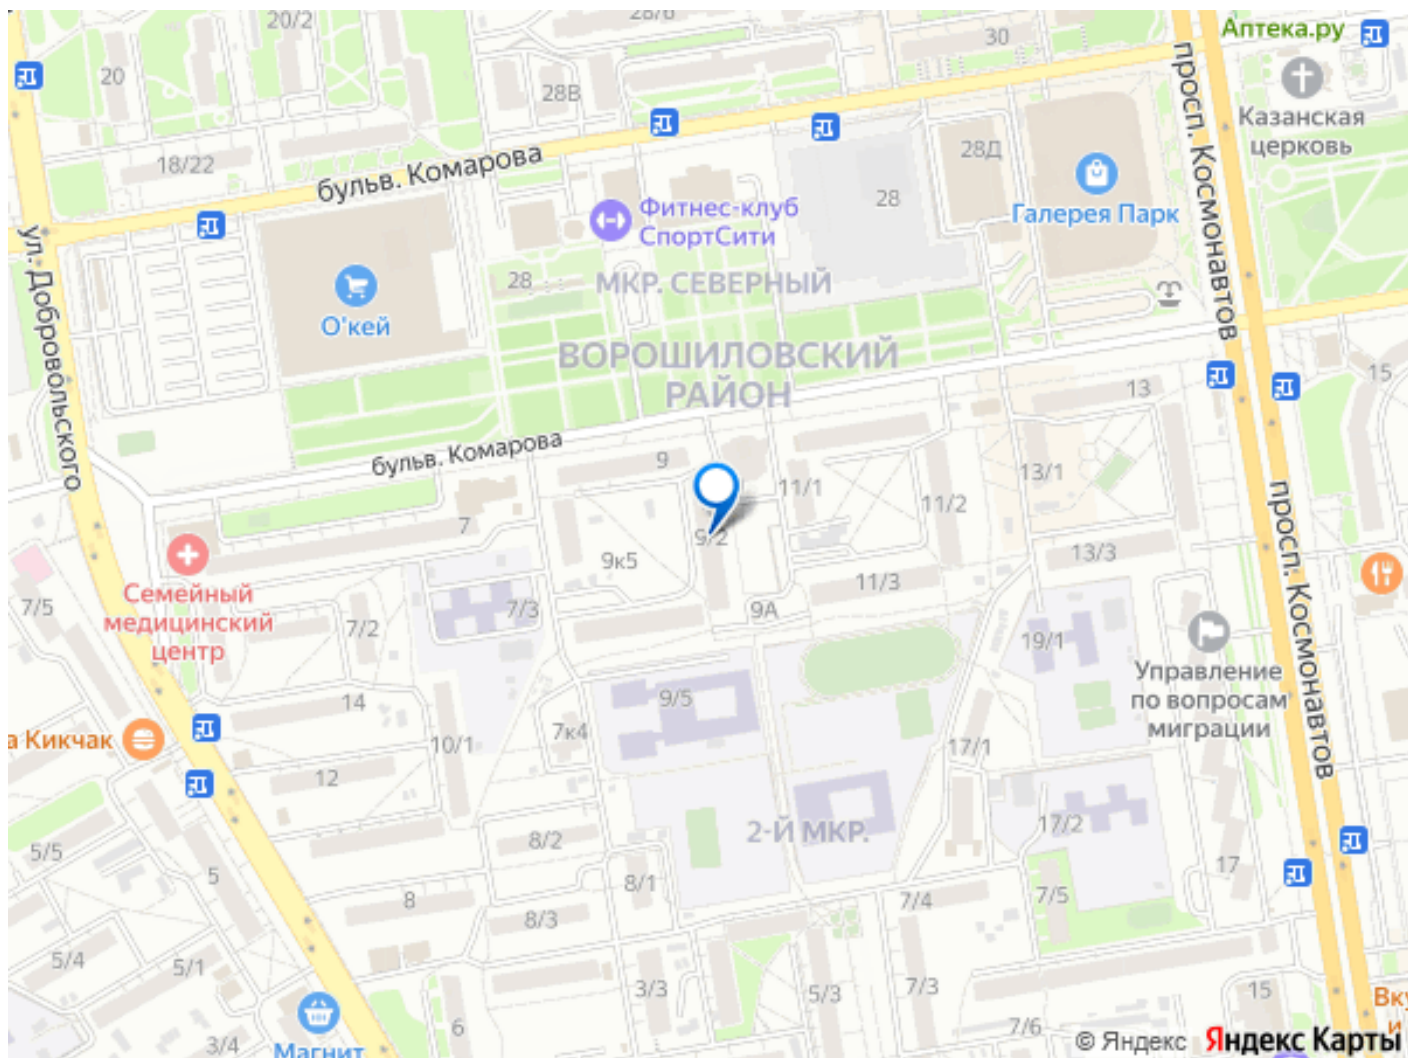 20/2
28/6
30
Аптека.ру
20
28В
просп. Космонавтов
Казанская
церковь
18/22
бульв. Комарова
28Д
28
Галерея Парк
Фитнес-клуб
СпортСити
ул. Добровольского
О'кей
28
МКР. СЕВЕРНЫЙ
ВОРОШИЛОВСКИЙ
РАЙОН
13
15
бульв. Комарова
9
11/1
11/2
13/1
просп. Космонавтов
7
9/2
9к5
11/3
13/3
Семейный
медицинский
центр
7/5
7/2
7/3
9А
19/1
Управление
по вопросам
миграции
14
9/5
7к4
10/1
17/1
а Кикчак
12
2-Й МКР.
17/2
5/5
5
8/2
8/1
17
8
8/3
7/4
7/5
5/4
5/1
3/3
5/3
7/3
15
Вку
и
6
3/4
Магнит
7/6
© Яндекс Яндекс Карты